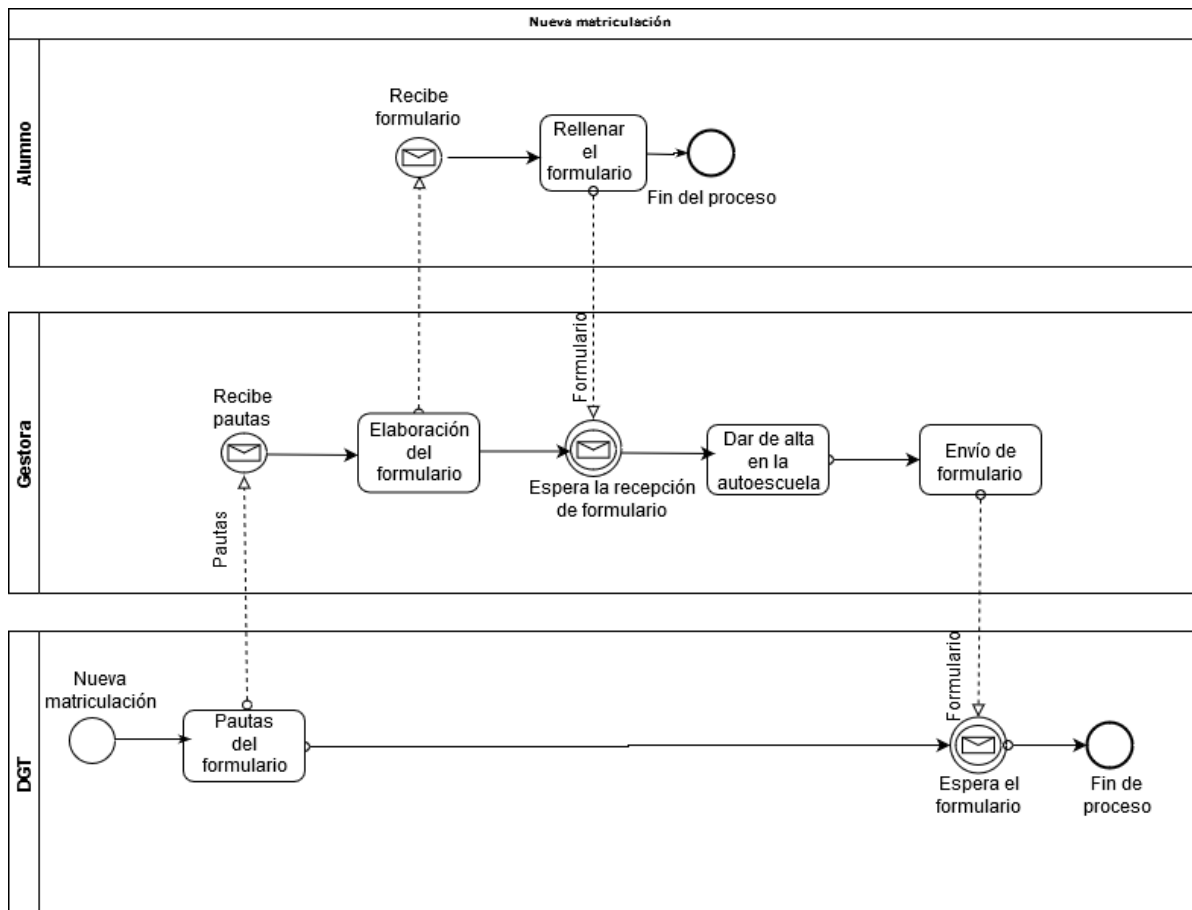 Nueva matriculación
Alumno
Recibe
formulario
Rellenar
el
formulario
Fin del proceso
Gestora
Recibe
pautas
Elaboración
del
formulario
Formulario
Espera la recepción
de formulario
Dar de alta
en la
autoescuela
Envío de
formulario
Pautas
DGT
Nueva
matriculación
Pautas
del
formulario
Formulario
Espera el
formulario
Fin de
proceso